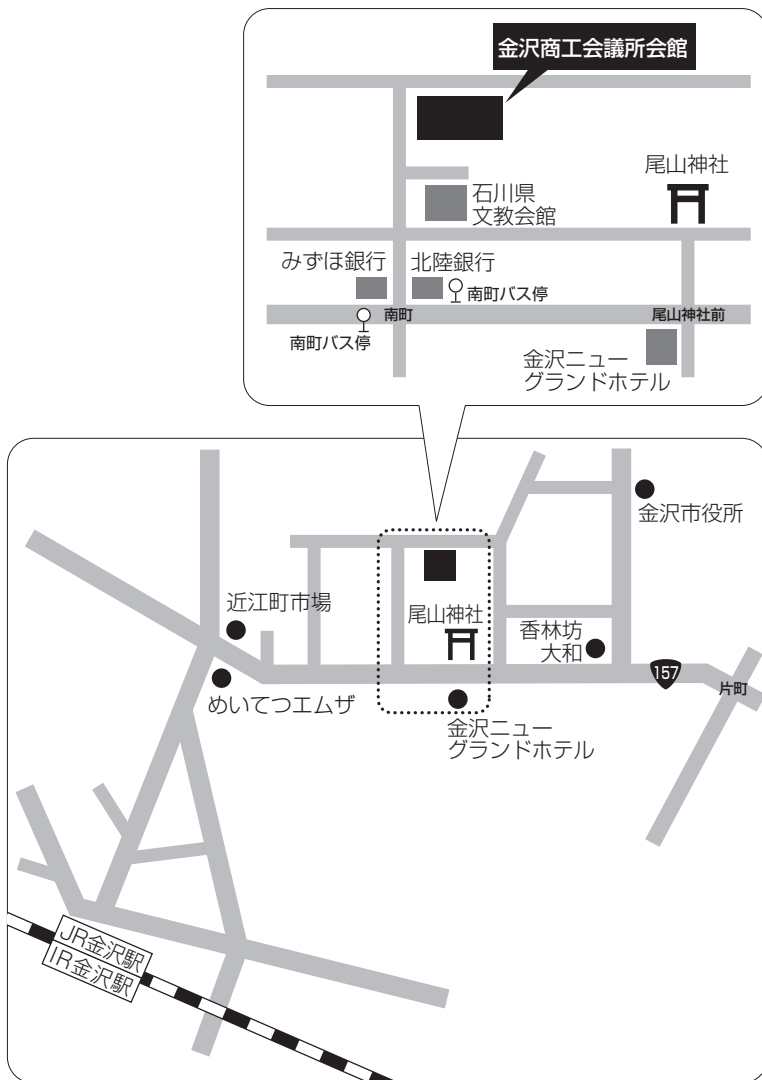 金沢商工会議所会館
尾山神社
石川県
文教会館
みずほ銀行
北陸銀行
南町バス停
南町
尾山神社前
南町バス停
金沢ニュー
グランドホテル
金沢市役所
近江町市場
尾山神社
香林坊
大和
157
片町
めいてつエムザ
金沢ニュー
グランドホテル
JR金沢駅
IR金沢駅